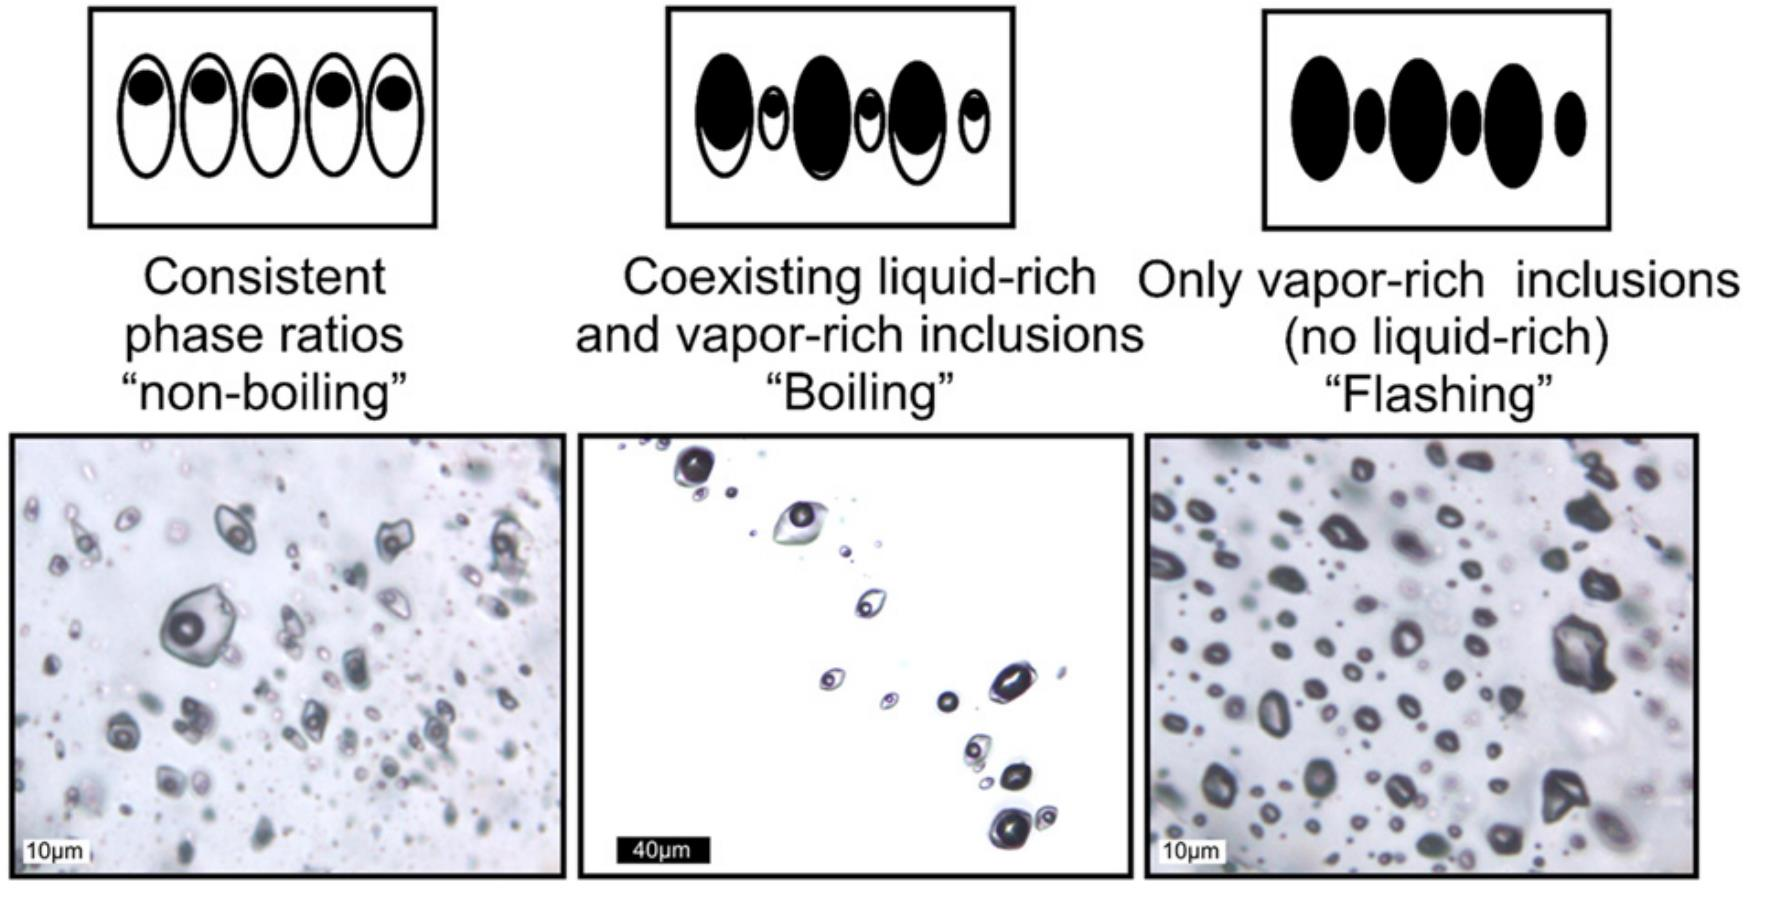 Consistent
phase ratios
“non-boiling”
Coexisting liquid-rich
and vapor-rich inclusions
“Boiling”
Only vapor-rich inclusions
(no liquid-rich)
“Flashing”
10µm
40µm
10µm